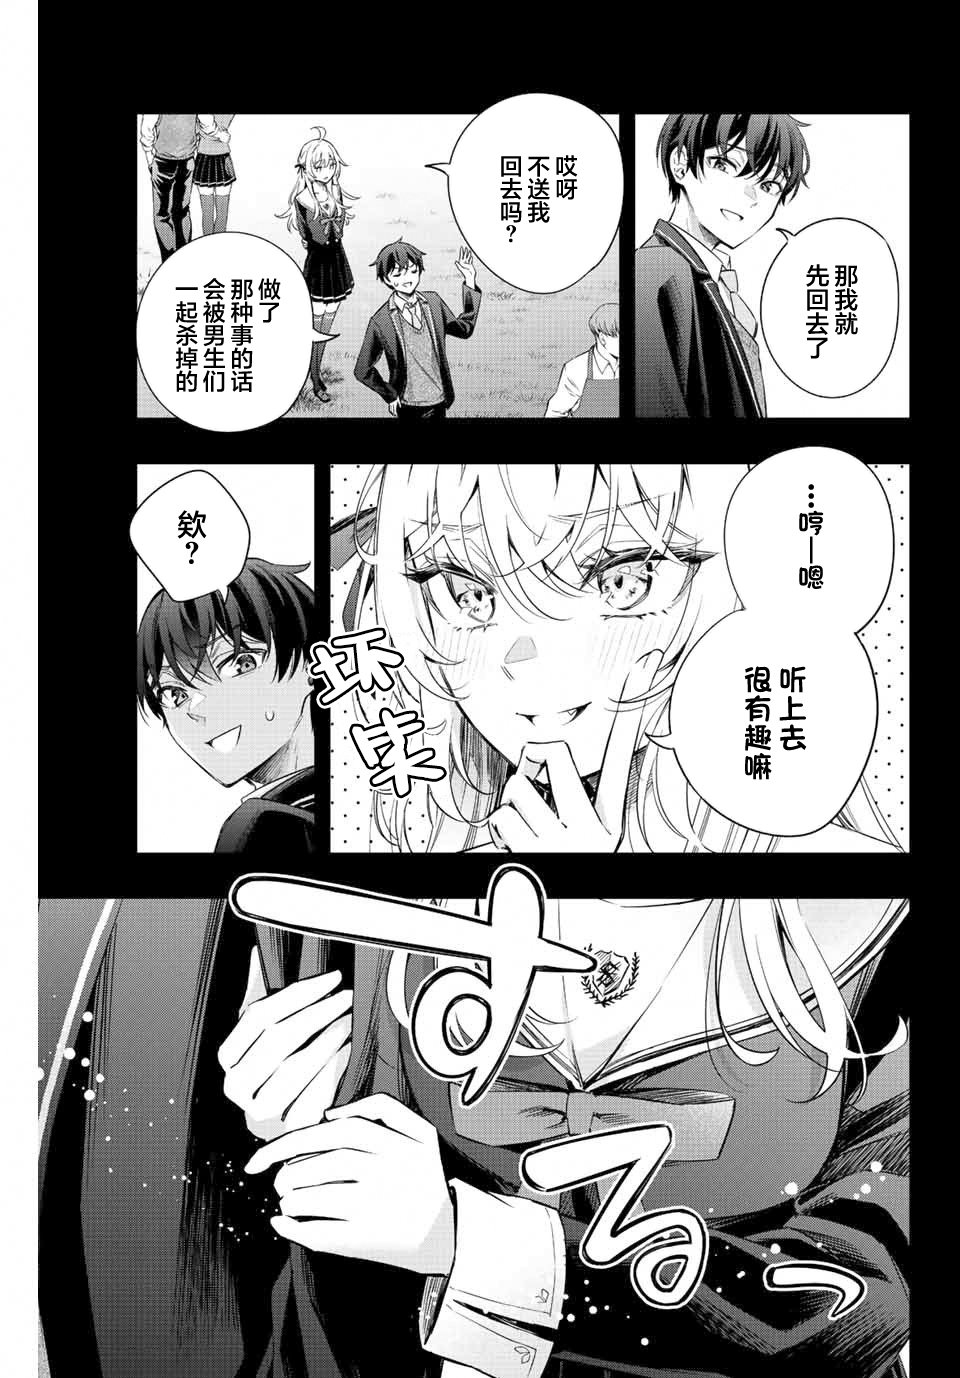 那我就
先回去了
哎呀
不送我
回去吗？
做了
那种事的话
会被男生们
一起杀掉的
…哼—嗯
听上去
很有趣嘛
坏笑
欸？
するっ